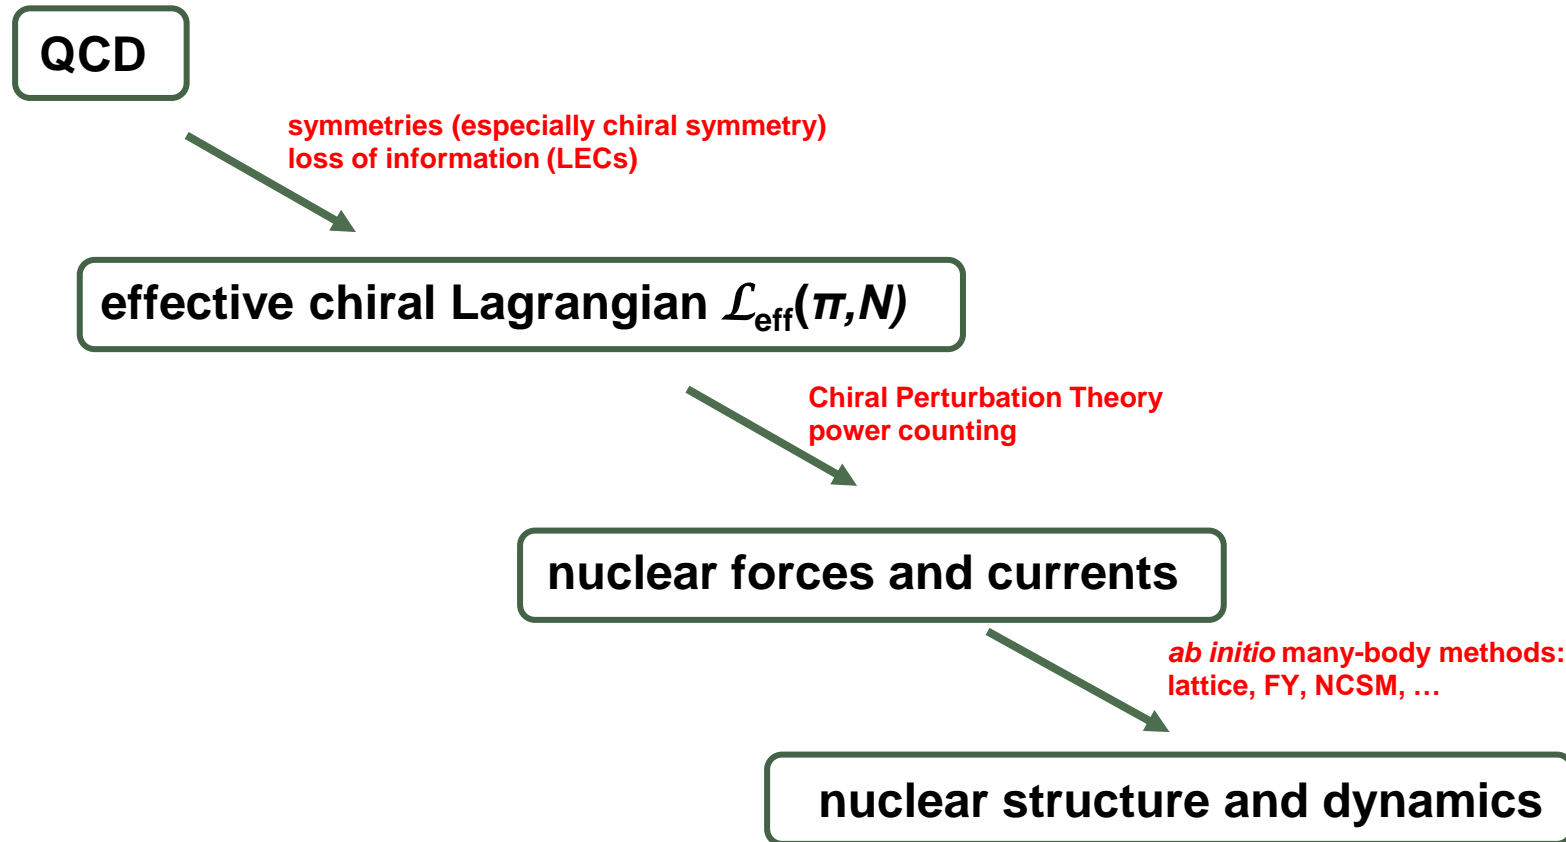 QCD
symmetries (especially chiral symmetry)
loss of information (LECs)
effective chiral Lagrangian ℒeff(π,N)
Chiral Perturbation Theory
power counting
nuclear forces and currents
ab initio many-body methods:
lattice, FY, NCSM, …
nuclear structure and dynamics